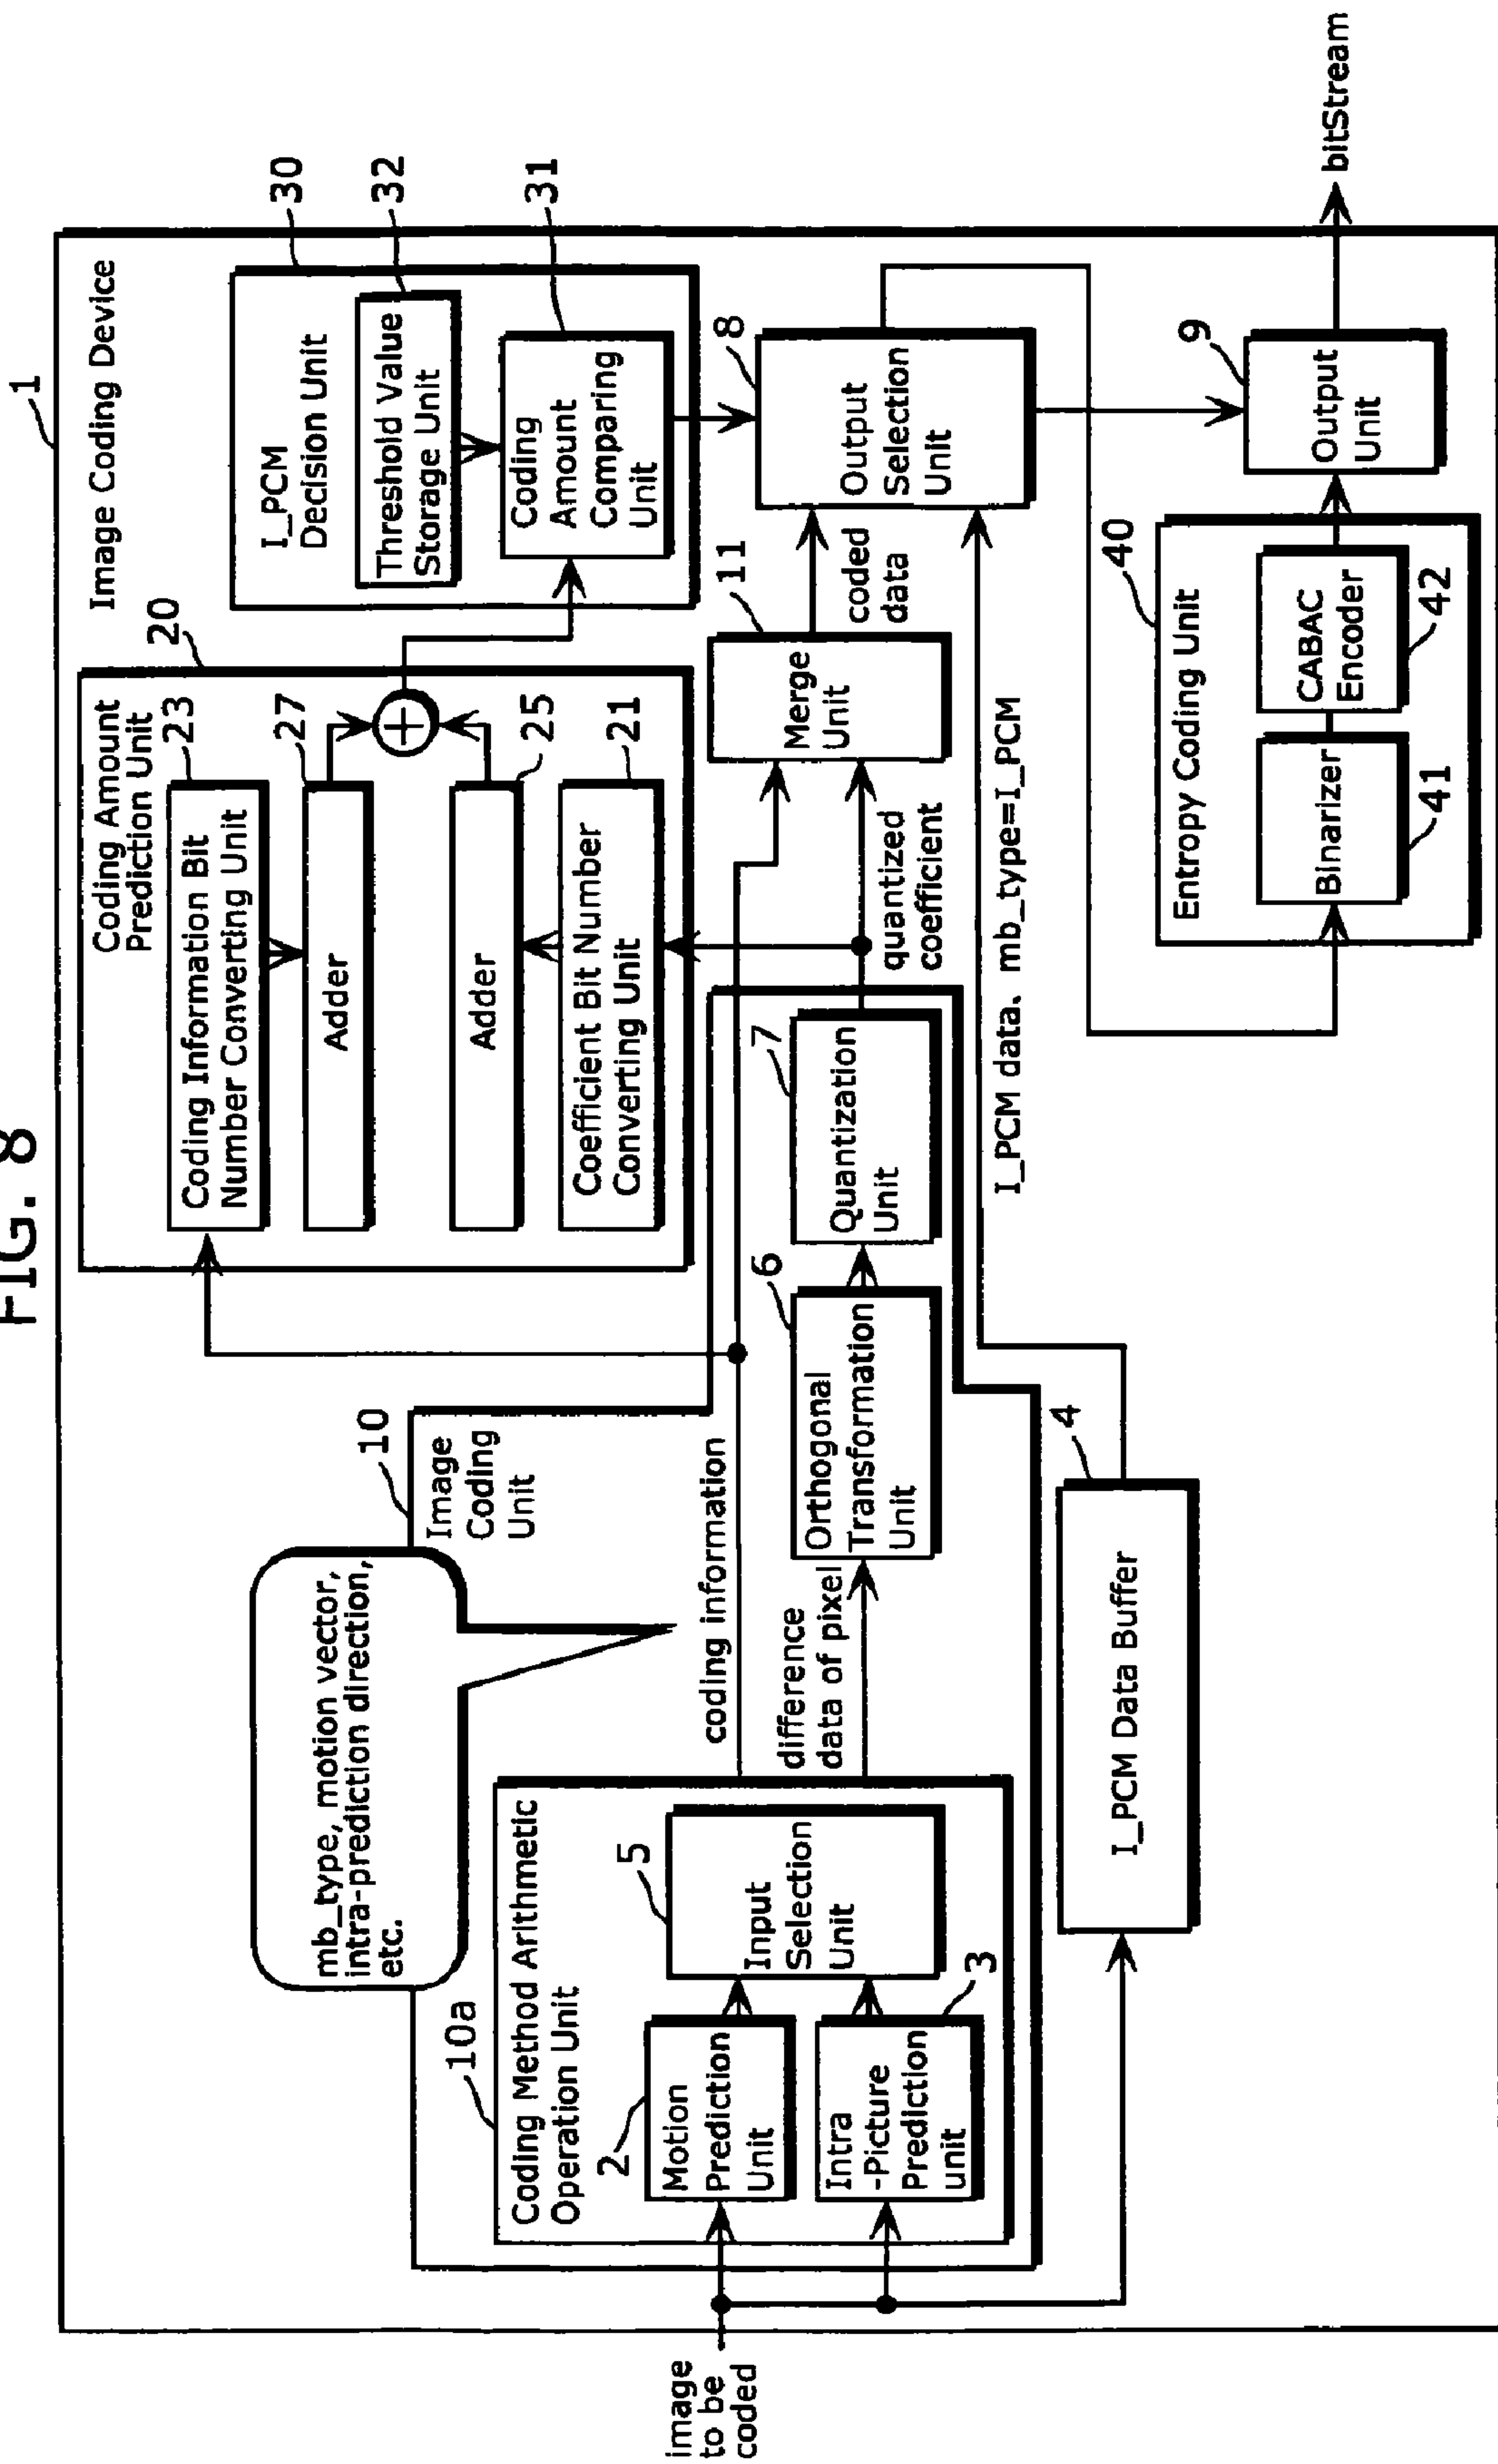 FIG. 8
1
Image Coding Device
mb_type, motion vector,
intra-prediction direction,
etc.
10
Image
Coding
Unit
10a
Coding Method Arithmetic
Operation Unit
2
Motion
Prediction
Unit
Intra
-Picture
Prediction
unit
3
5
Input
Selection
Unit
image
to be
coded
coding information
difference
data of pixel
6
Orthogonal
Transformation
Unit
7
Quantization
Unit
4
I_PCM Data Buffer
Coding Amount
Prediction Unit
20
Coding Information Bit
Number Converting Unit
23
Adder
27
Adder
25
Coefficient Bit Number
Converting Unit
21
quantized
coefficient
I_PCM data、mb_type=I_PCM
11
Merge
Unit
coded
data
30
I_PCM
Decision Unit
32
Threshold Value
Storage Unit
31
Coding
Amount
Comparing
Unit
8
Output
Selection
Unit
40
Entropy Coding Unit
Binarizer
41
CABAC
Encoder
42
9
Output
Unit
bitStream